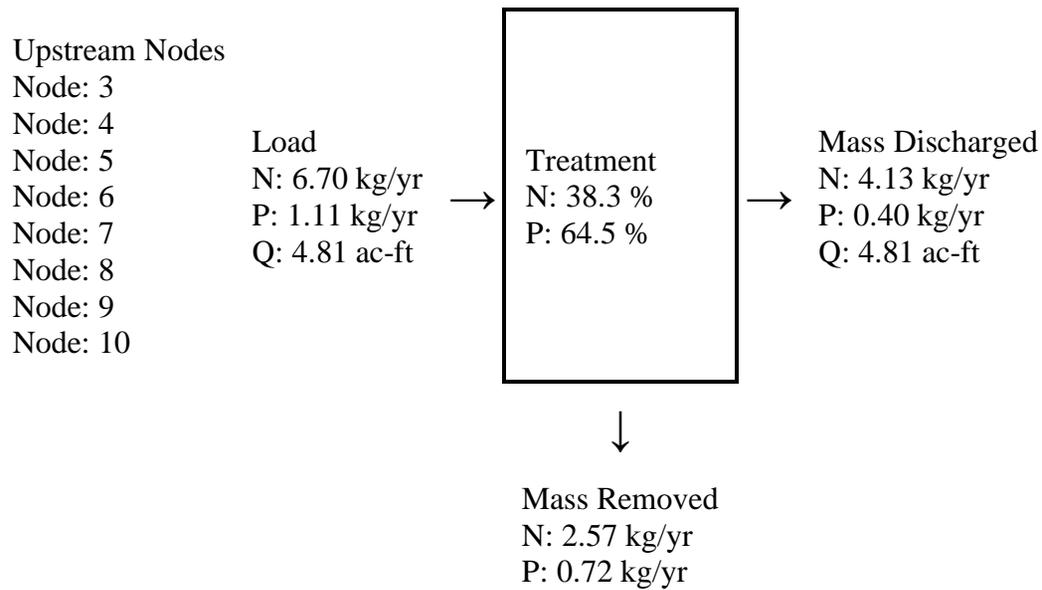 Upstream Nodes
Node: 3
Node: 4
Node: 5
Node: 6
Node: 7
Node: 8
Node: 9
Node: 10
Load
N: 6.70 kg/yr
P: 1.11 kg/yr
Q: 4.81 ac-ft
→
Treatment
N: 38.3 %
P: 64.5 %
→
Mass Discharged
N: 4.13 kg/yr
P: 0.40 kg/yr
Q: 4.81 ac-ft
↓
Mass Removed
N: 2.57 kg/yr
P: 0.72 kg/yr